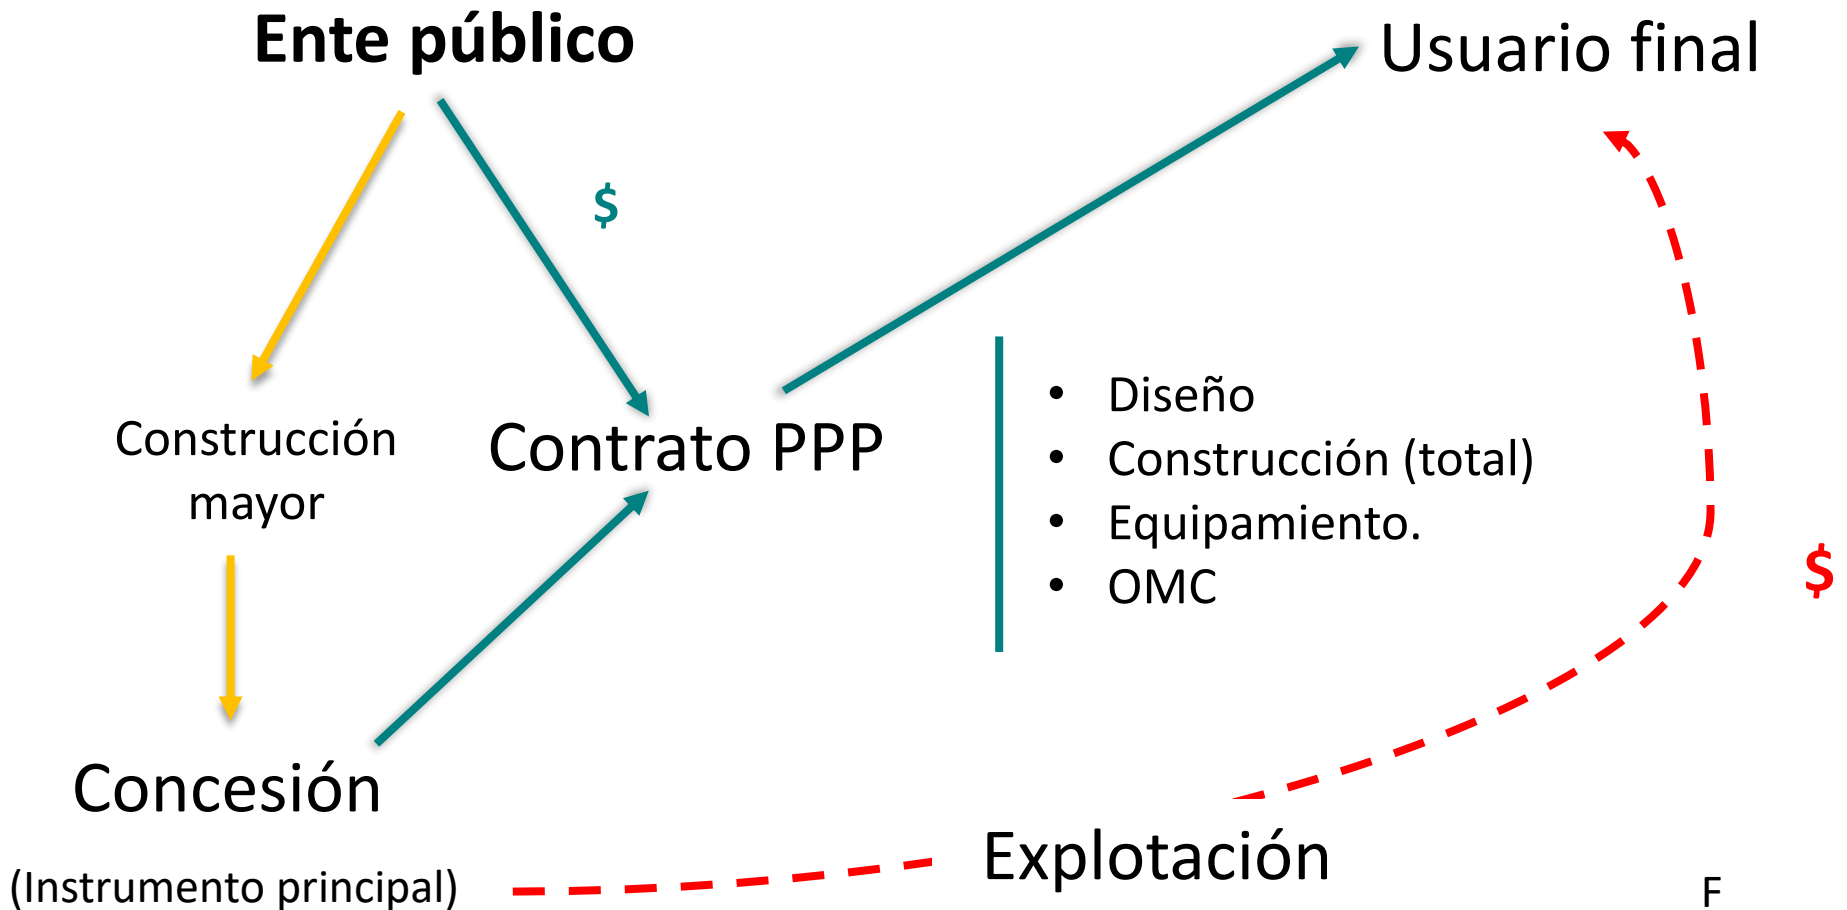 Ente público
Usuario final
$
Construcción
mayor
Contrato PPP
• Diseño
• Construcción (total)
• Equipamiento.
• OMC
$
Concesión
(Instrumento principal)
Explotación
F